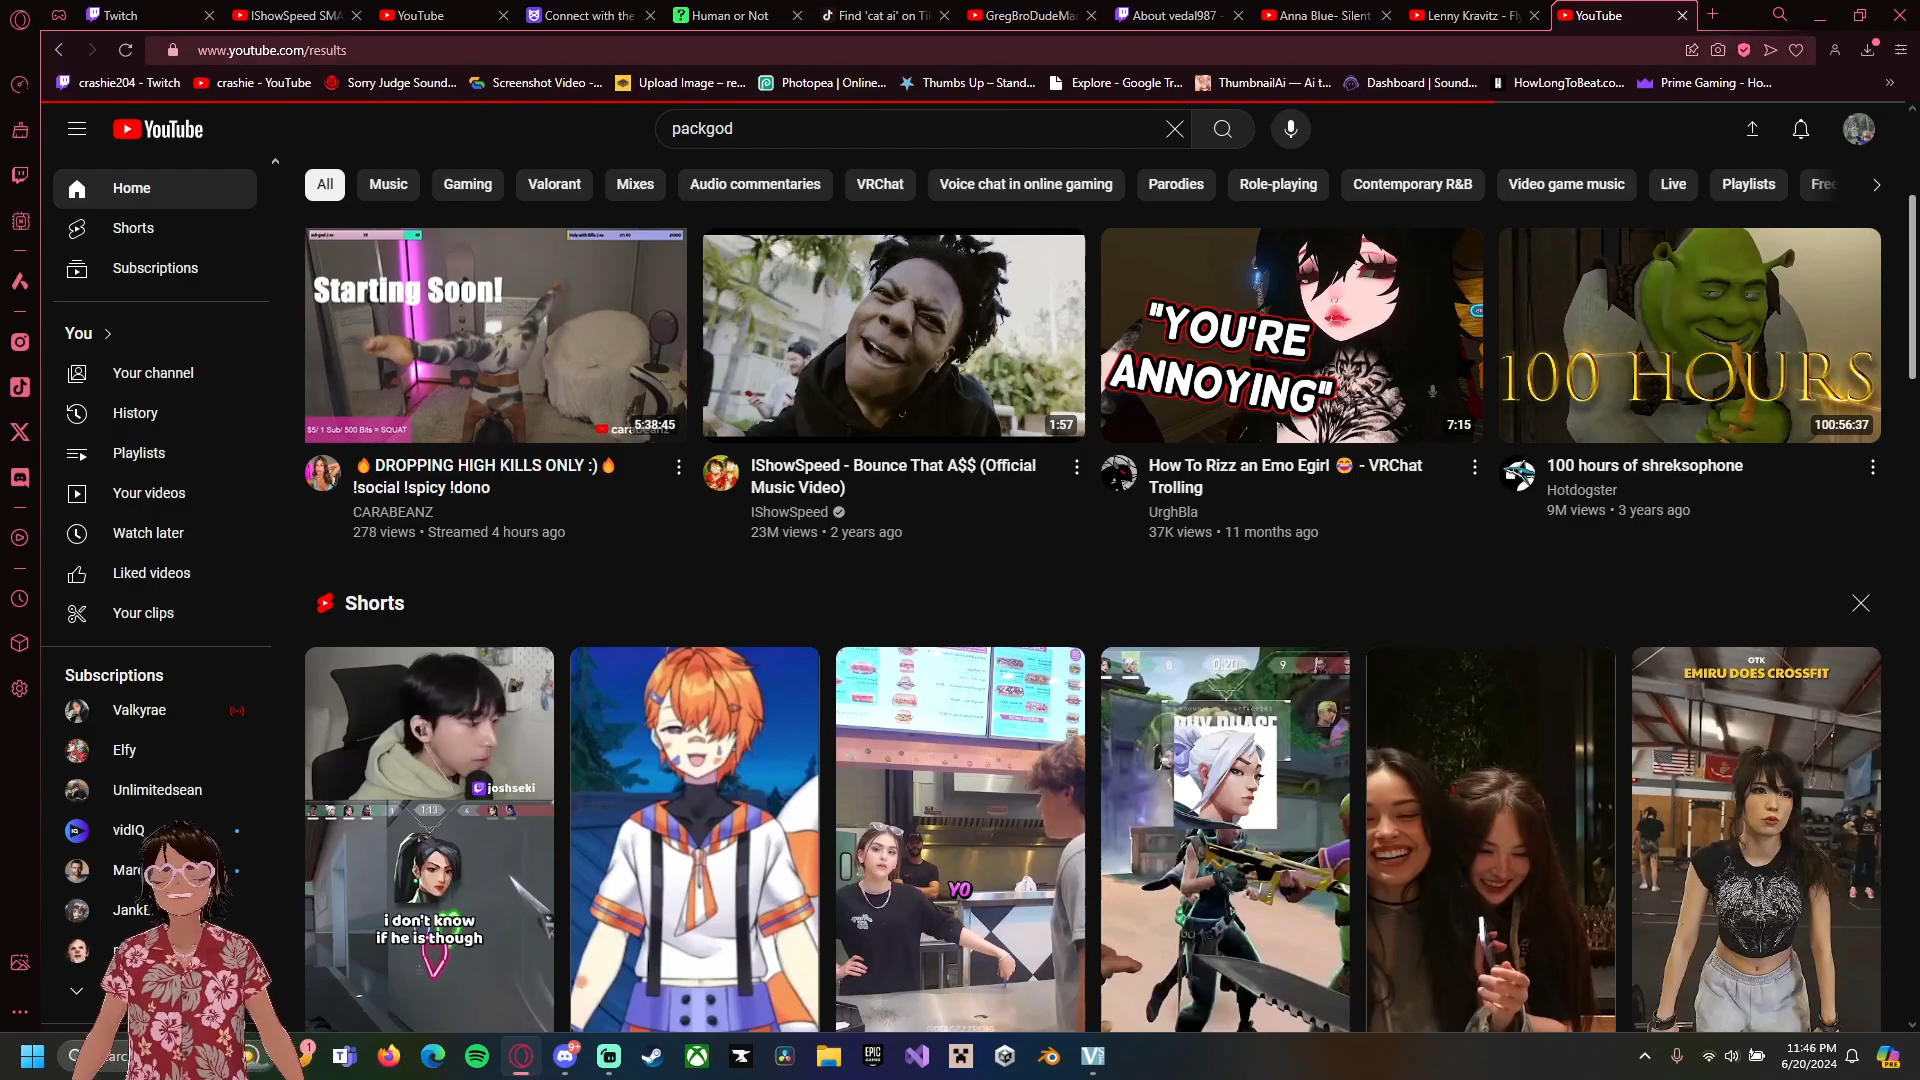 Twitch
IShowSpeed SMA
YouTube
Connect with the
Human or Not
Find 'cat ai' on Ti
GregBroDudeMa
About vedal987 -
Anna Blue- Silent
Lenny Kravitz - Fl
YouTube
www.youtube.com/results
crashie204 - Twitch
crashie - YouTube
Sorry Judge Sound...
Screenshot Video -...
Upload Image – re...
Photopea | Online...
Thumbs Up – Stand...
Explore - Google Tr...
ThumbnailAi — Ai t...
Dashboard | Sound...
HowLongToBeat.co...
Prime Gaming - Ho...
YouTube
packgod
Home
Shorts
Subscriptions
You
Your channel
History
Playlists
Your videos
Watch later
Liked videos
Your clips
Subscriptions
Valkyrae
Elfy
Unlimitedsean
vidIQ
All
Music
Gaming
Valorant
Mixes
Audio commentaries
VRChat
Voice chat in online gaming
Parodies
Role-playing
Contemporary R&B
Video game music
Live
Playlists
Starting Soon!
$5/ 1 Sub/ 500 Bits = SQUAT
5:38:45
🔥 DROPPING HIGH KILLS ONLY :)🔥
!social !spicy !dono
CARABEANZ
278 views • Streamed 4 hours ago
1:57
IShowSpeed - Bounce That A$$ (Official
Music Video)
IShowSpeed
23M views • 2 years ago
"YOU'RE
ANNOYING"
7:15
How To Rizz an Emo Egirl 😂 - VRChat
Trolling
UrghBla
37K views • 11 months ago
100 HOURS
100:56:37
100 hours of shreksophone
Hotdogster
9M views • 3 years ago
Shorts
joshseki
1:13
4
i don't know
if he is though
YO
8
0:20
9
BUY PHASE
OTK
EMIRU DOES CROSSFIT
1
9+
11:46 PM
6/20/2024
PRE